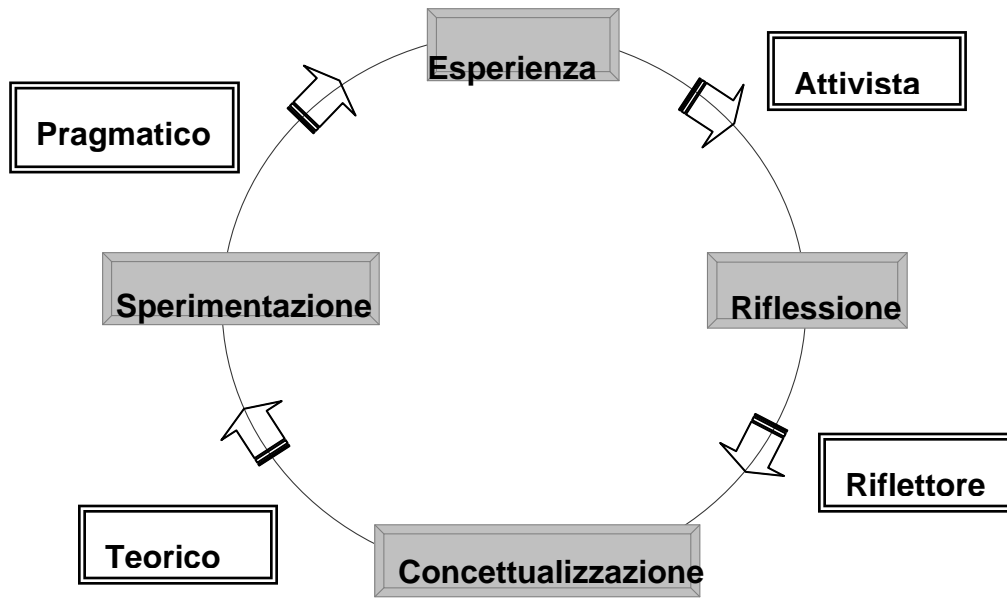 Esperienza
Attivista
Pragmatico
Sperimentazione
Riflessione
Riflettore
Teorico
Concettualizzazione